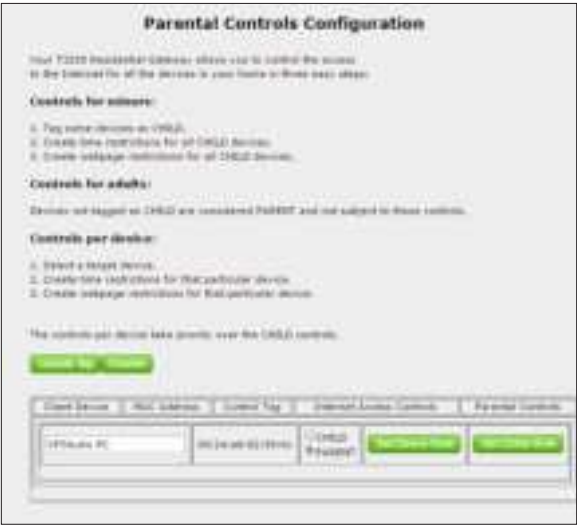 Parental Controls Configuration
Your Residential Gateway allows you to control the access
to the Internet for all the devices in your home in three easy steps:
Controls for minors:
1. Tag some devices as CHILD.
2. Create time restrictions for all CHILD devices.
3. Create webpage restrictions for all CHILD devices.
Controls for adults:
Devices not tagged as CHILD are considered PARENT and not subject to these controls.
Controls per device:
1. Select a target device.
2. Create time restrictions for that particular device.
3. Create webpage restrictions for that particular device.
The controls per device take priority over the CHILD controls.
Client Device MAC Address Control Tag Internet Access Controls Parental Controls
PC CHILD
PARENT